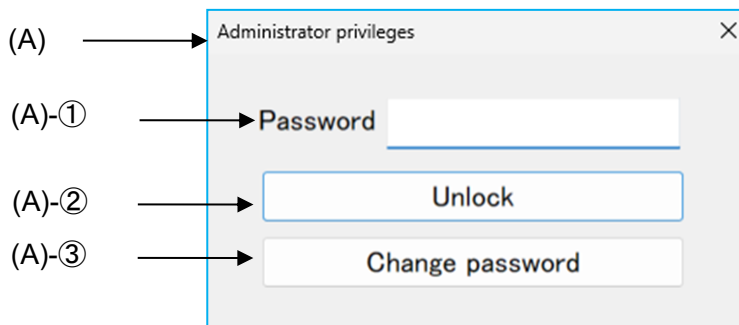 (A)
Administrator privileges
(A)-①
Password
(A)-②
Unlock
(A)-③
Change password